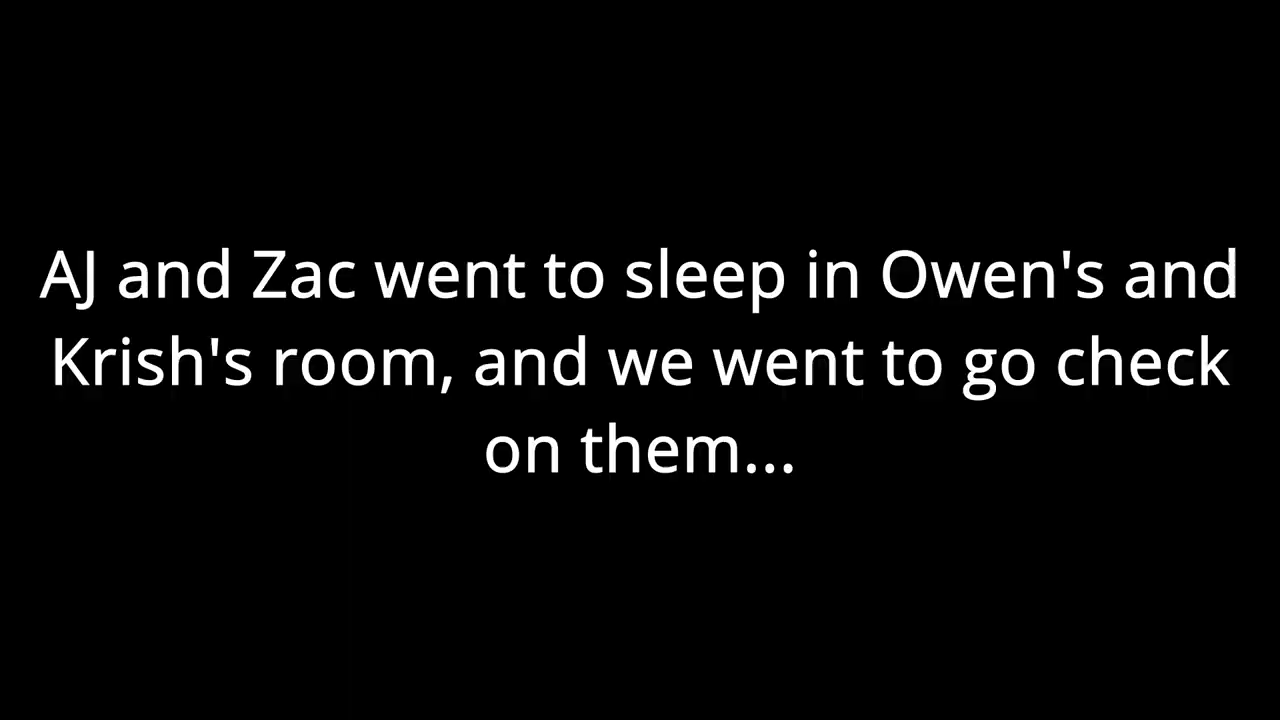 AJ and Zac went to sleep in Owen's and
Krish's room, and we went to go check
on them...